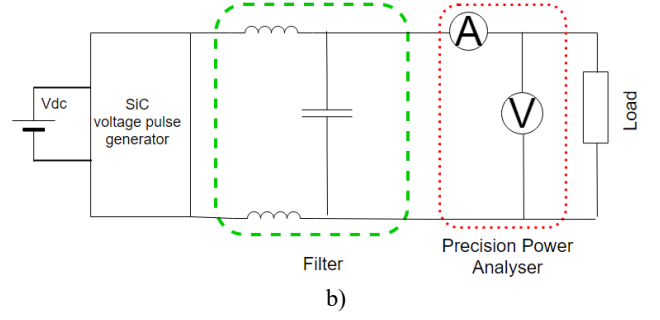 A
Vdc
SiC
voltage pulse
generator
V
Load
Precision Power
Analyser
Filter
b)